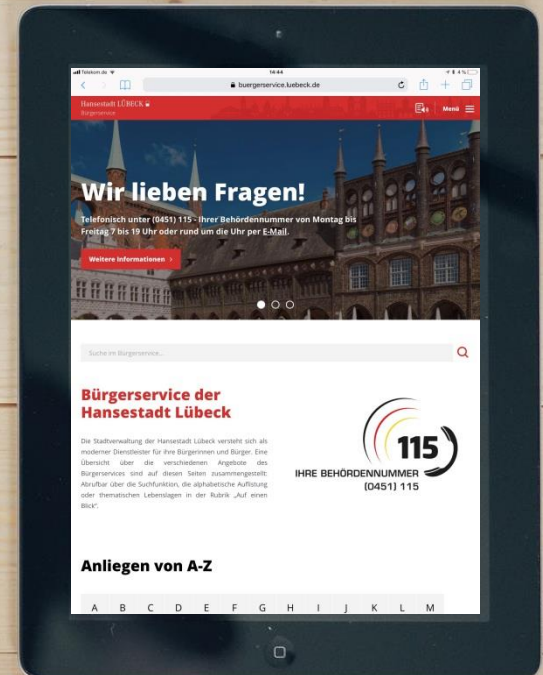 Telekom.de
14:44
4 %
buergerservice.luebeck.de
Hansestadt LÜBECK
Bürgerservice
Menü
Wir lieben Fragen!
Telefonisch unter (0451) 115 - Ihrer Behördennummer von Montag bis
Freitag 7 bis 19 Uhr oder rund um die Uhr per E-Mail.
Weitere Informationen
Suche im Bürgerservice...
Bürgerservice der
Hansestadt Lübeck
Die Stadtverwaltung der Hansestadt Lübeck versteht sich als
moderner Dienstleister für ihre Bürgerinnen und Bürger. Eine
Übersicht über die verschiedenen Angebote des
Bürgerservices sind auf diesen Seiten zusammengestellt:
Abrufbar über die Suchfunktion, die alphabetische Auflistung
oder thematischen Lebenslagen in der Rubrik „Auf einen
Blick“.
115
IHRE BEHÖRDENNUMMER
(0451) 115
Anliegen von A-Z
A B C D E F G H I J K L M